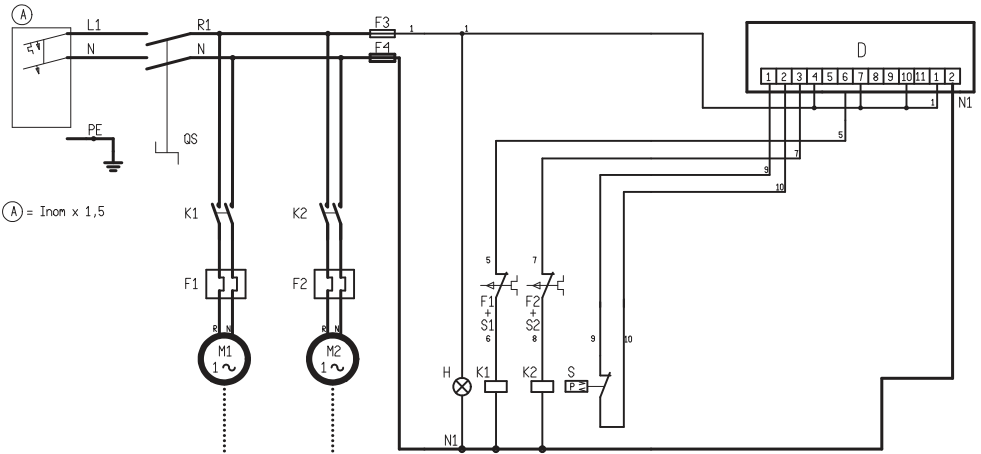 A
L1
R1
F3
1
1
N
N
F4
D
1 2 3 4 5 6 7 8 9 10 11 1 2
1
N1
PE
QS
5
7
9
10
A = Inom x 1,5
K1
K2
5
7
F1
F2
F1
+
S1
F2
+
S2
6
8
9
10
R N
R N
M1
1 ~
M2
1 ~
H
K1
K2
S
P
N1